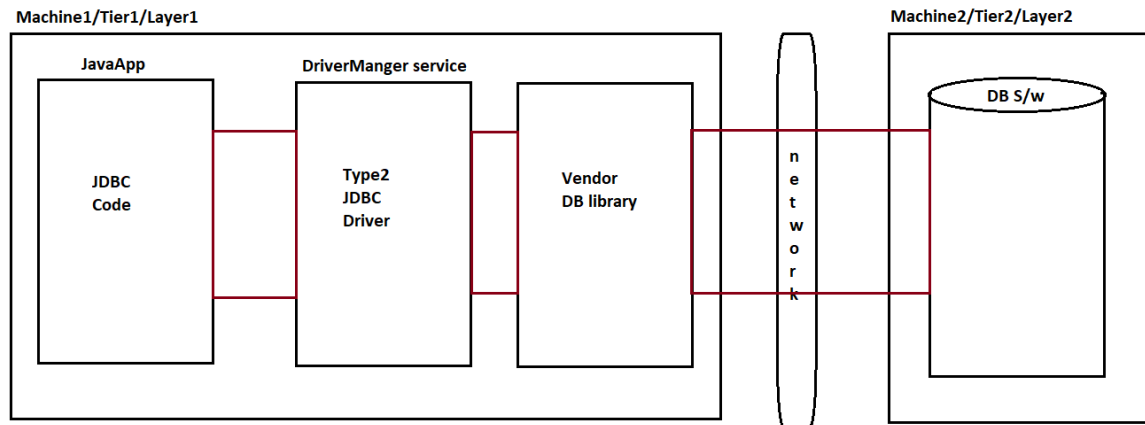 Machine1/Tier1/Layer1
Machine2/Tier2/Layer2
JavaApp
DriverManger service
DB S/w
JDBC
Code
Type2
JDBC
Driver
Vendor
DB library
n
e
t
w
o
r
k